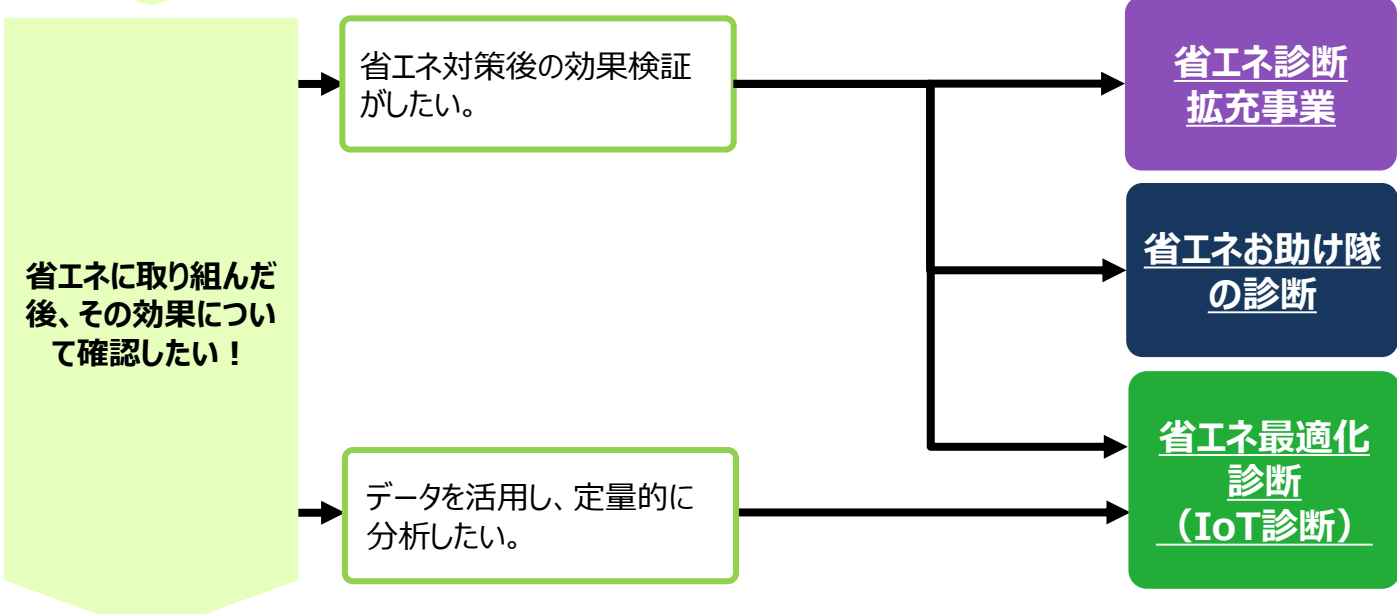 省エネに取り組んだ
後、その効果につい
て確認したい！
省エネ対策後の効果検証
がしたい。
データを活用し、定量的に
分析したい。
省エネ診断
拡充事業
省エネお助け隊
の診断
省エネ最適化
診断
（IoT診断）